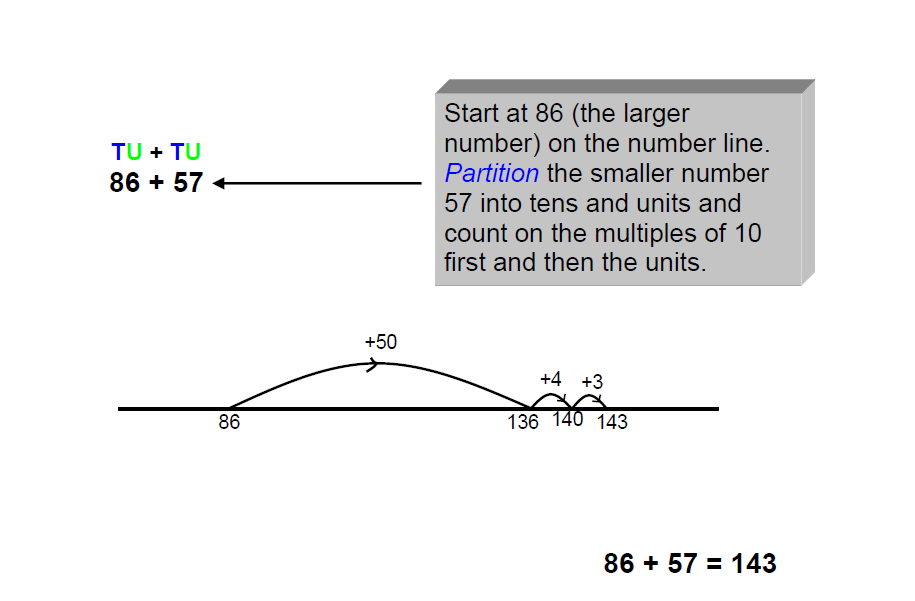 TU + TU
86 + 57
Start at 86 (the larger
number) on the number line.
Partition the smaller number
57 into tens and units and
count on the multiples of 10
first and then the units.
+50
+4
+3
86
136
140
143
86 + 57 = 143